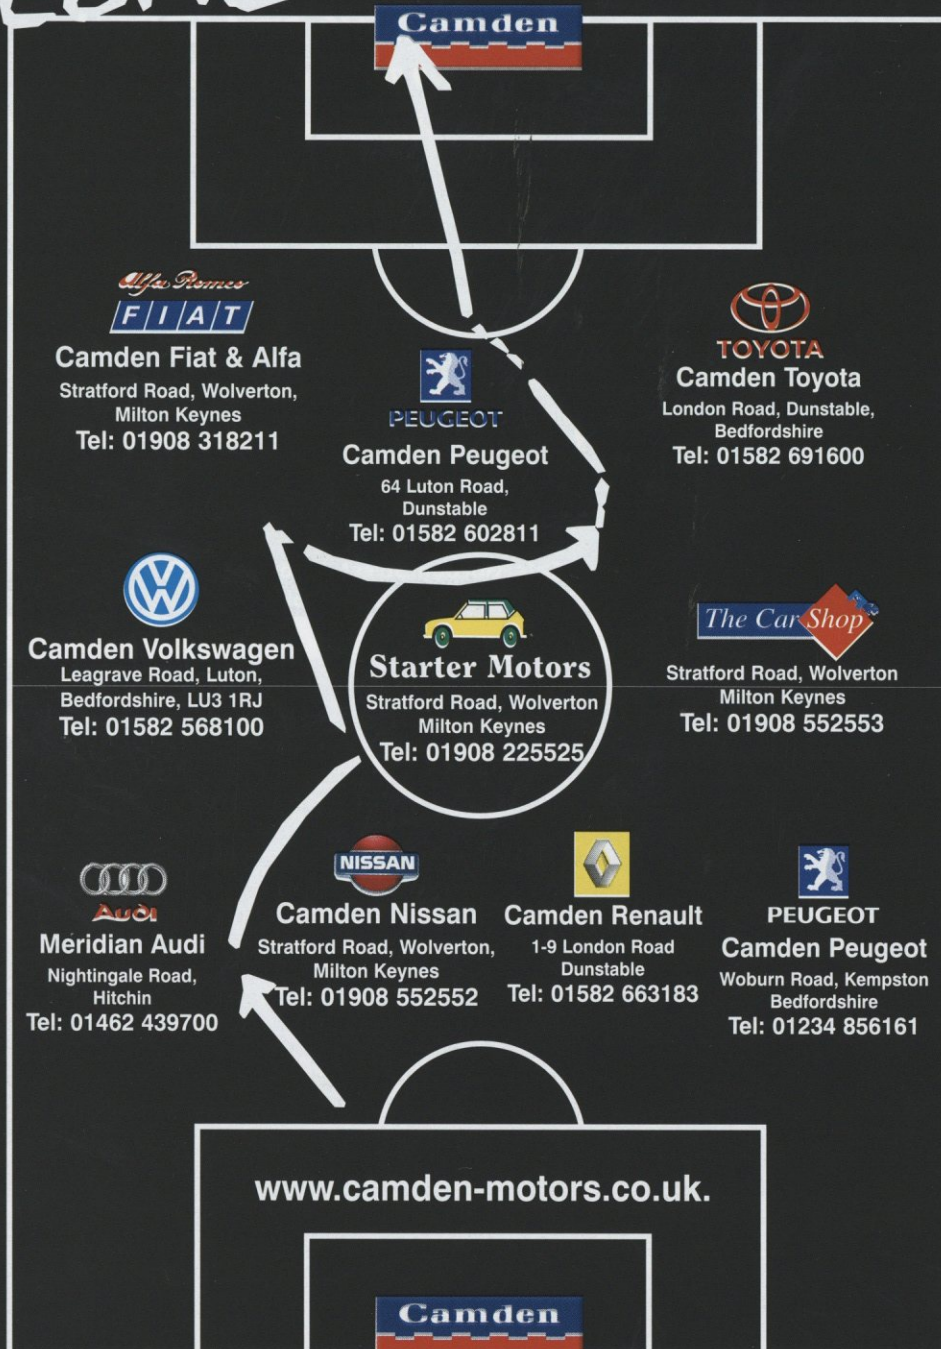 Camden
Alfa Romeo
FIAT
Camden Fiat & Alfa
Stratford Road, Wolverton,
Milton Keynes
Tel: 01908 318211
PEUGEOT
Camden Peugeot
64 Luton Road,
Dunstable
Tel: 01582 602811
TOYOTA
Camden Toyota
London Road, Dunstable,
Bedfordshire
Tel: 01582 691600
Camden Volkswagen
Leagrave Road, Luton,
Bedfordshire, LU3 1RJ
Tel: 01582 568100
Starter Motors
Stratford Road, Wolverton
Milton Keynes
Tel: 01908 225525
The Car Shop
Stratford Road, Wolverton
Milton Keynes
Tel: 01908 552553
Audi
Meridian Audi
Nightingale Road,
Hitchin
Tel: 01462 439700
NISSAN
Camden Nissan
Stratford Road, Wolverton,
Milton Keynes
Tel: 01908 552552
Camden Renault
1-9 London Road
Dunstable
Tel: 01582 663183
PEUGEOT
Camden Peugeot
Woburn Road, Kempston
Bedfordshire
Tel: 01234 856161
www.camden-motors.co.uk.
Camden